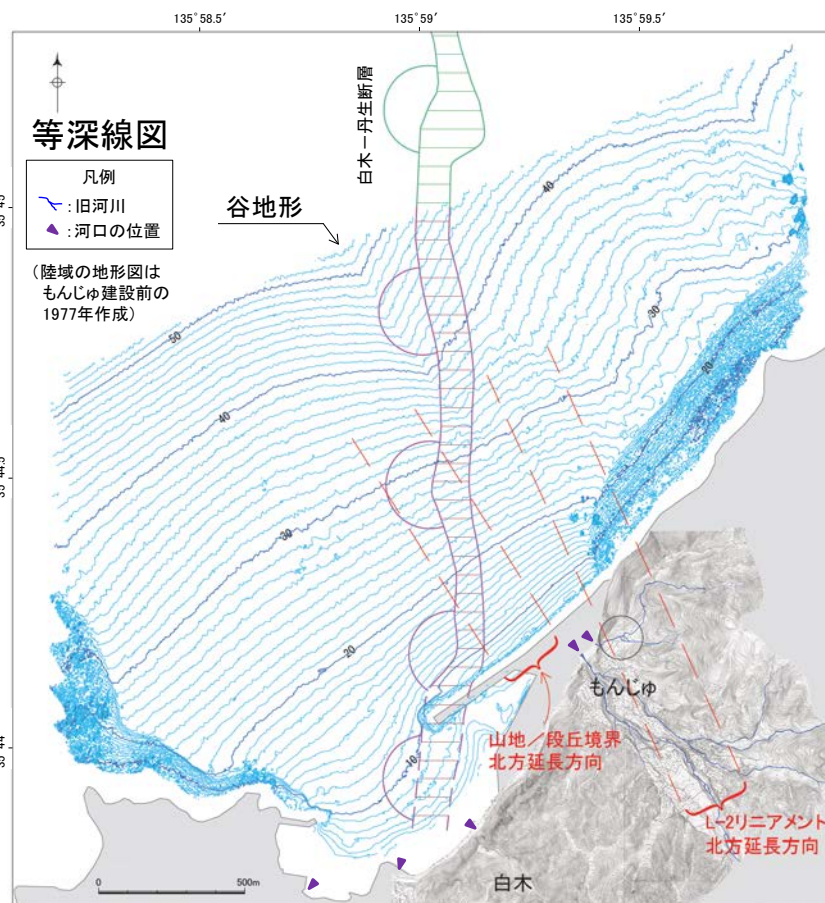 135°58.5′ 135°59′ 135°59.5′
等深線図
凡例
:旧河川
:河口の位置
(陸域の地形図は
もんじゅ建設前の
1977年作成)
谷地形
白木－丹生断層
40
30
20
50
40
30
20
10
もんじゅ
山地／段丘境界
北方延長方向
L-2リニアメント
北方延長方向
白木
0 500m